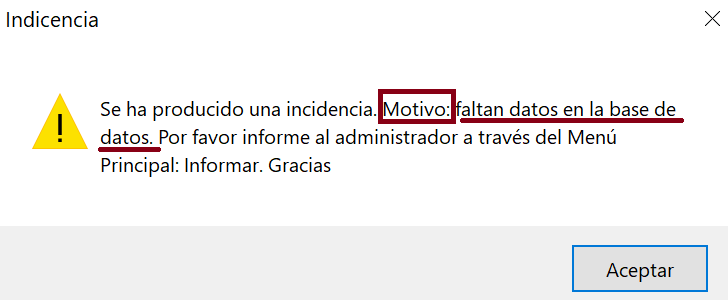 Indicencia
Se ha producido una incidencia. Motivo: faltan datos en la base de
datos. Por favor informe al administrador a través del Menú
Principal: Informar. Gracias
Aceptar